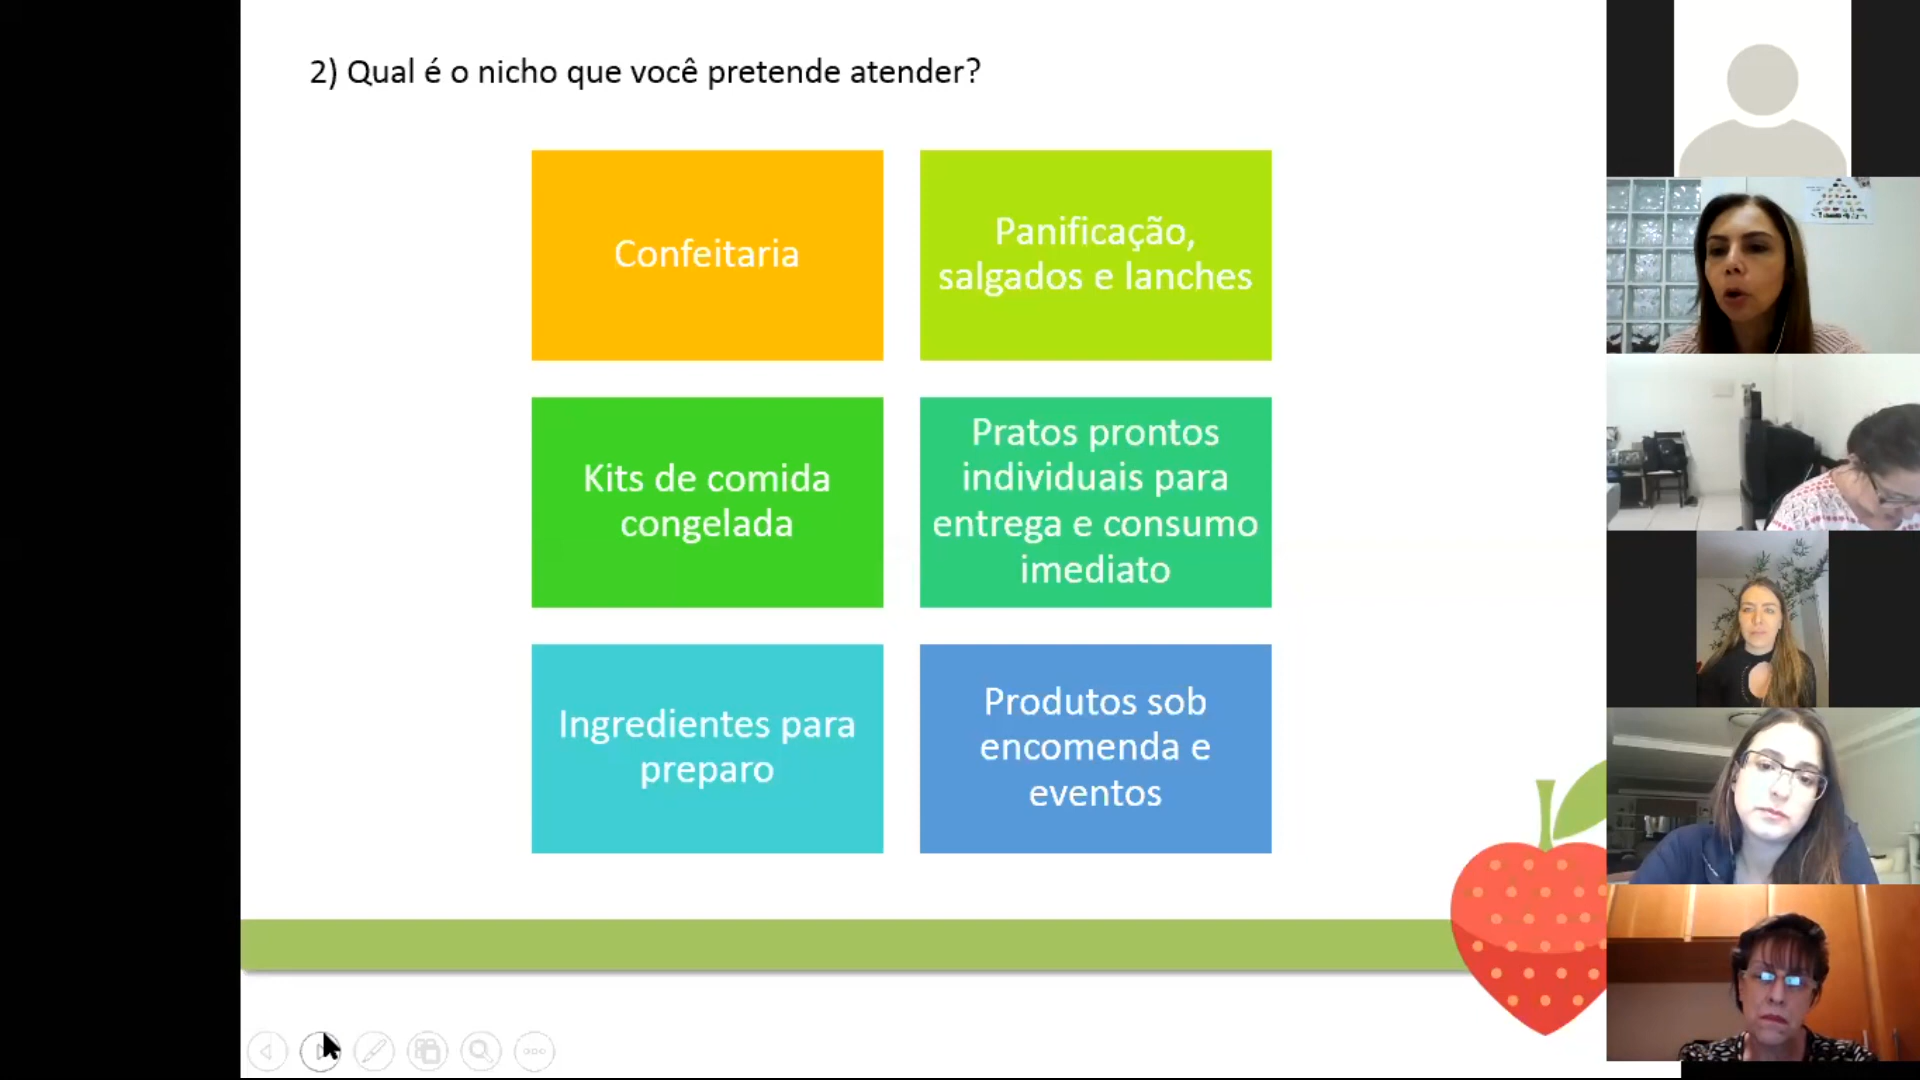 2) Qual é o nicho que você pretende atender?
Confeitaria
Panificação,
salgados e lanches
Kits de comida
congelada
Pratos prontos
individuais para
entrega e consumo
imediato
Ingredientes para
preparo
Produtos sob
encomenda e
eventos